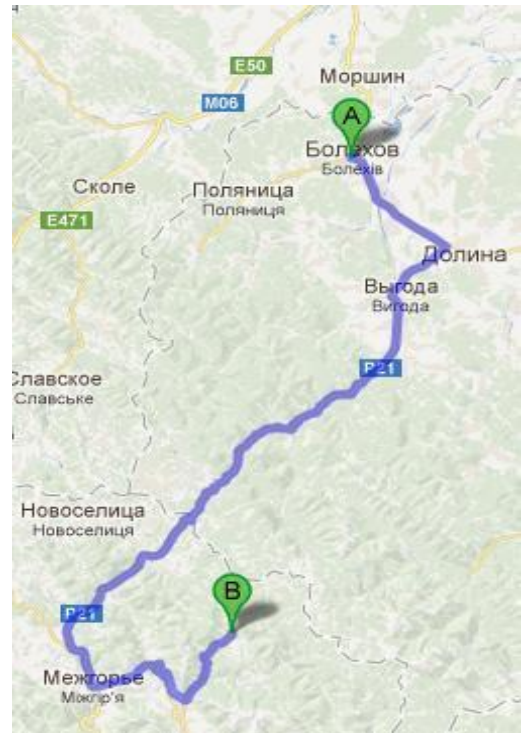 E50
Моршин
M06
A
Болехов
Болехів
Сколе
Поляница
Поляниця
E471
Долина
Выгода
Вигода
P21
Славское
Славське
Новоселица
Новоселиця
B
P21
Межгорье
Міжгір'я